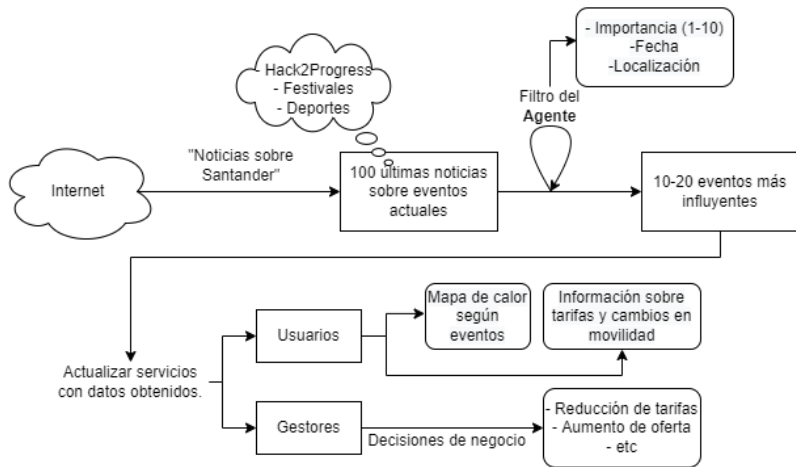 - Importancia (1-10)
-Fecha
-Localización
- Hack2Progress
- Festivales
- Deportes
Filtro del
Agente
"Noticias sobre
Santander"
Internet
100 últimas noticias
sobre eventos
actuales
10-20 eventos más
influyentes
Mapa de calor
según
eventos
Información sobre
tarifas y cambios en
movilidad
Usuarios
Actualizar servicios
con datos obtenidos.
Gestores
Decisiones de negocio
- Reducción de tarifas
- Aumento de oferta
- etc